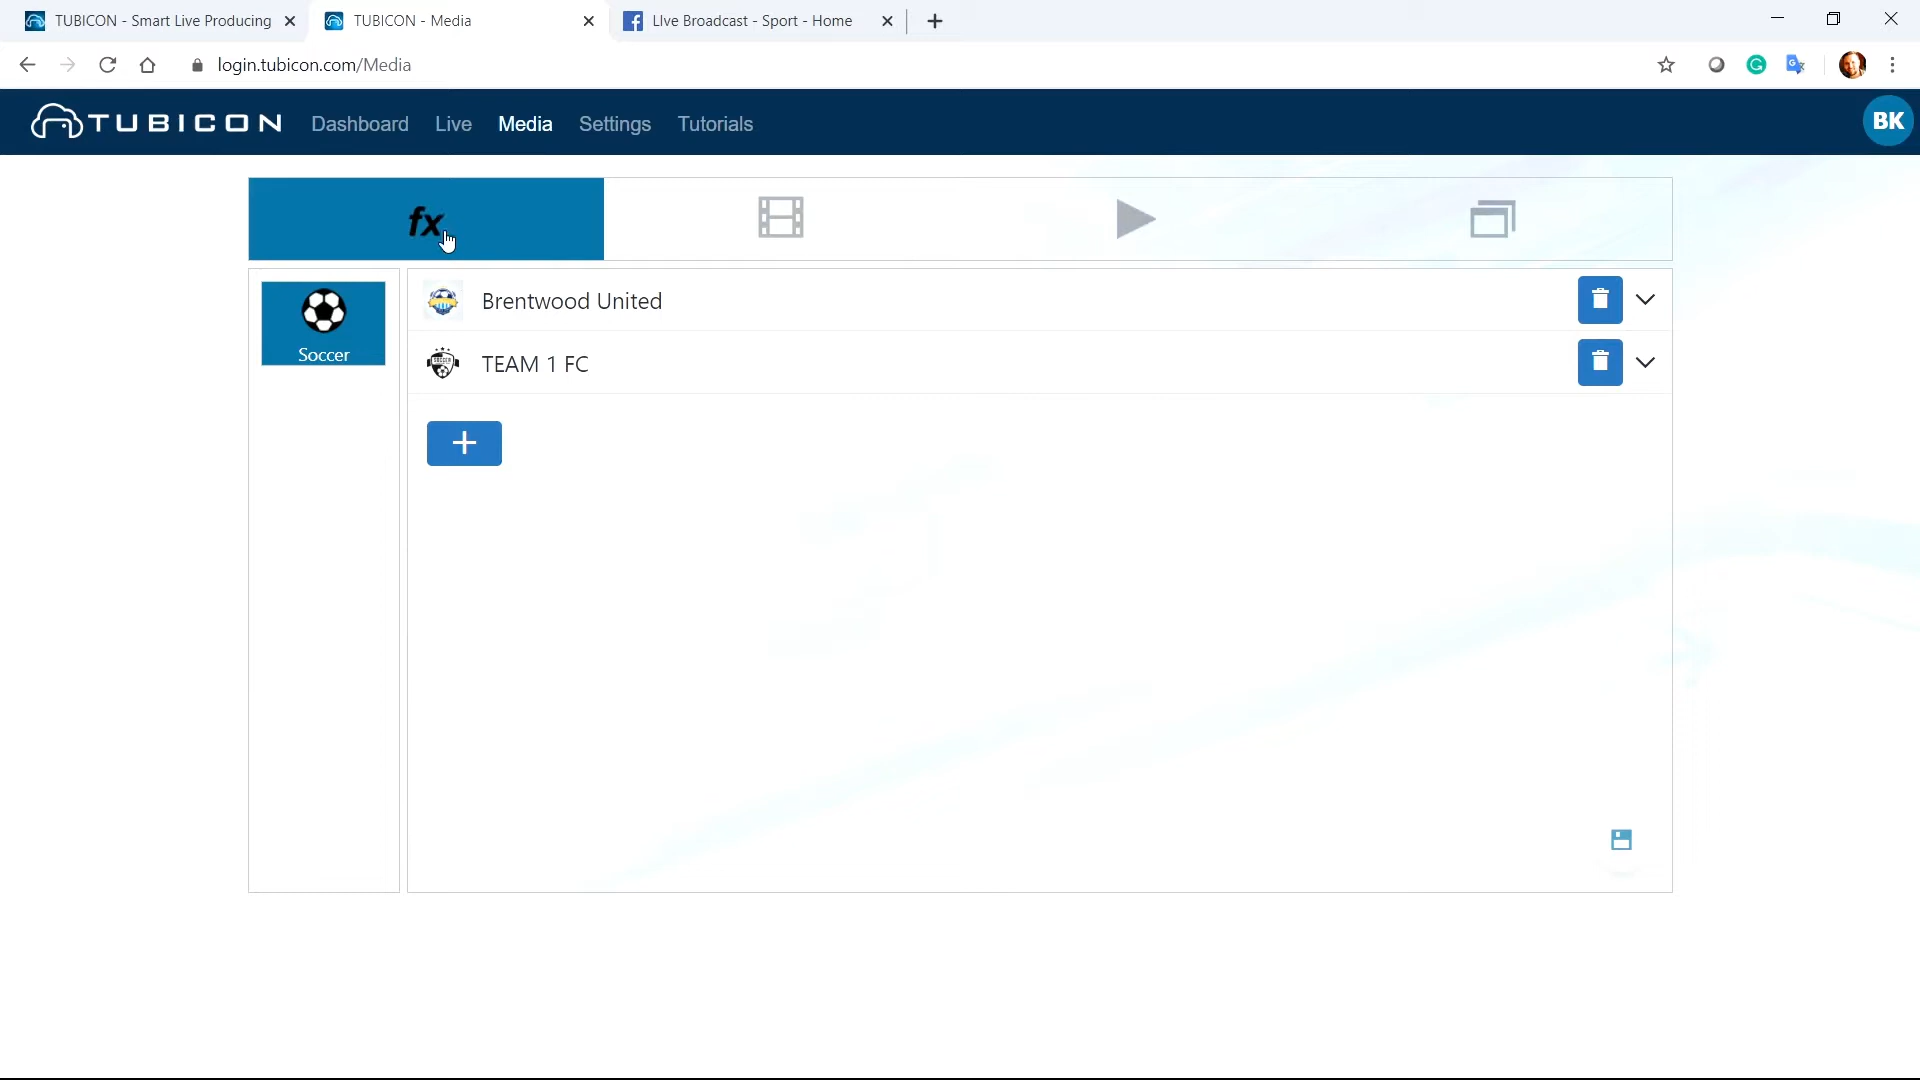 TUBICON - Smart Live Producing
TUBICON - Media
LIve Broadcast - Sport - Home
login.tubicon.com/Media
TUBICON
Dashboard
Live
Media
Settings
Tutorials
BK
fx
Soccer
Brentwood United
TEAM 1 FC